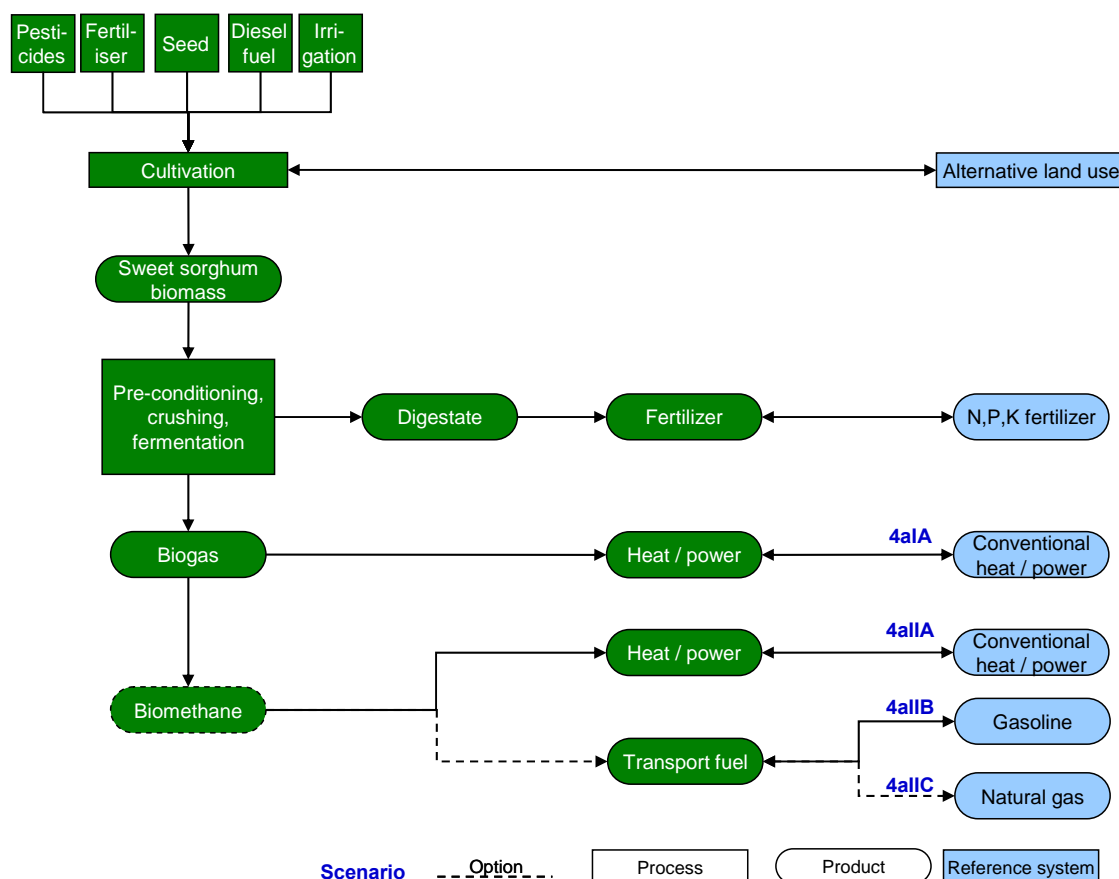 Pesti-
cides
Fertil-
iser
Seed
Diesel
fuel
Irri-
gation
Cultivation
Alternative land use
Sweet sorghum
biomass
Pre-conditioning,
crushing,
fermentation
Digestate
Fertilizer
N,P,K fertilizer
Biogas
Heat / power
4aIA
Conventional
heat / power
Heat / power
4aIIA
Conventional
heat / power
Biomethane
4aIIB
Gasoline
Transport fuel
4aIIC
Natural gas
Scenario
Option
Process
Product
Reference system